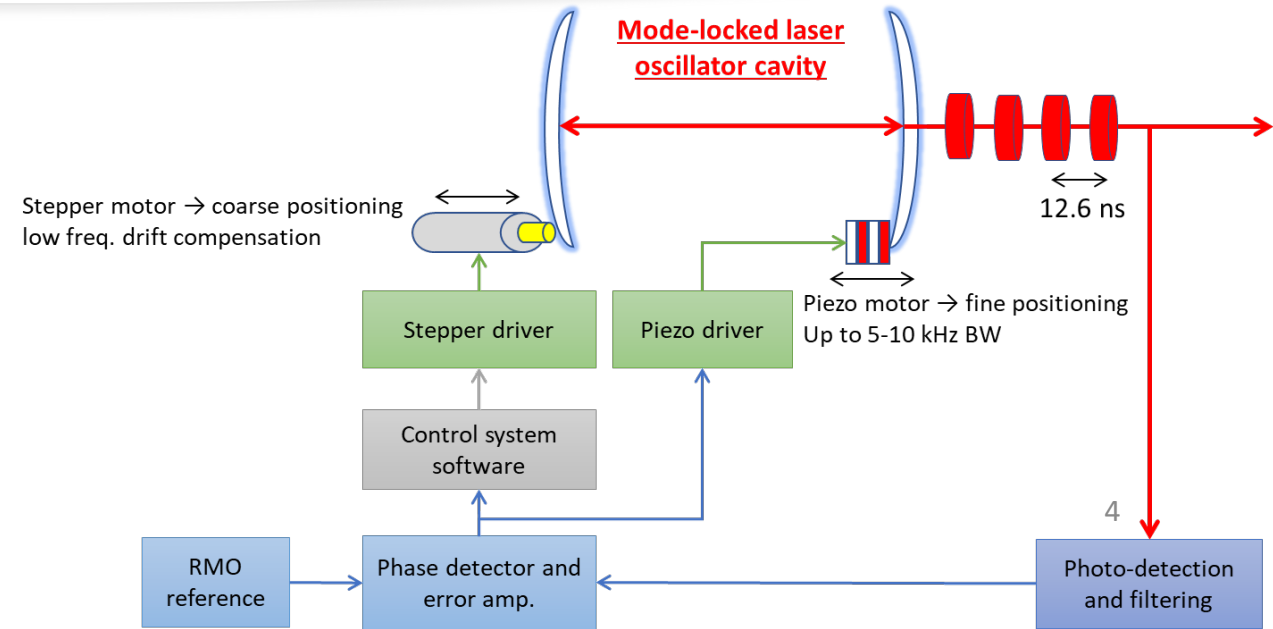 Mode-locked laser
oscillator cavity
12.6 ns
Stepper motor → coarse positioning
low freq. drift compensation
Piezo motor → fine positioning
Up to 5-10 kHz BW
Stepper driver
Piezo driver
Control system
software
4
RMO
reference
Phase detector and
error amp.
Photo-detection
and filtering